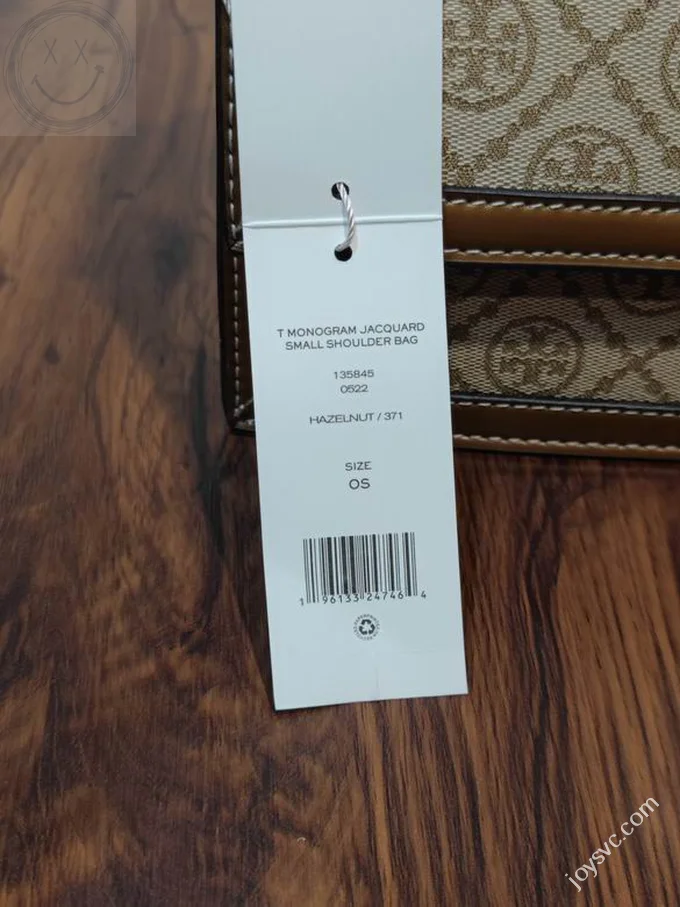 T MONOGRAM JACQUARD
SMALL SHOULDER BAG
135845
0522
HAZELNUT / 371
SIZE
OS
1 96133 24746 4
joysvc.com